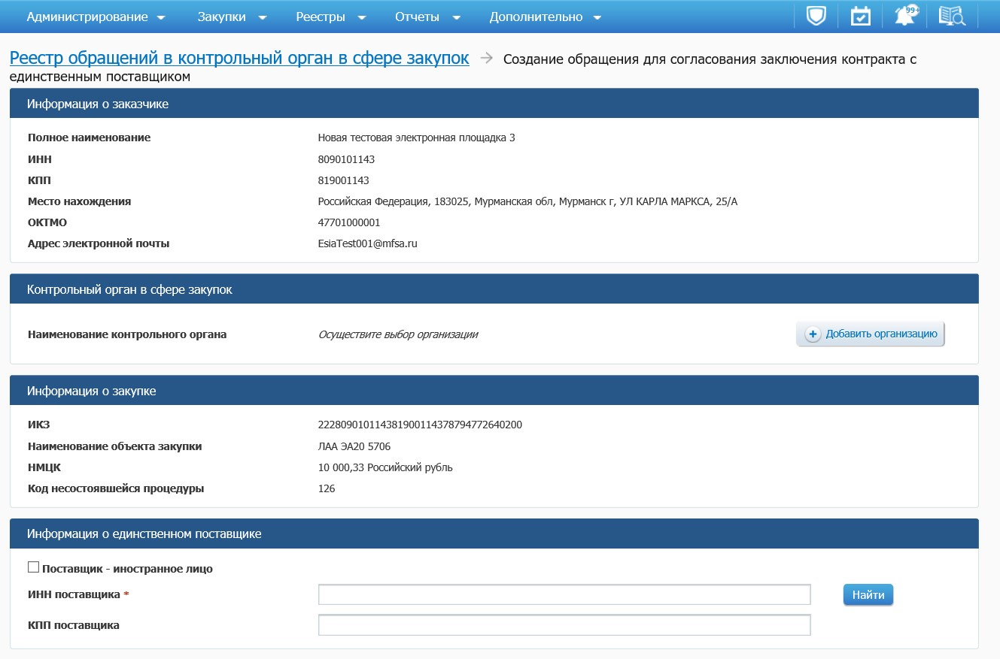 Администрирование Закупки Реестры Отчеты Дополнительно 99+
Реестр обращений в контрольный орган в сфере закупок → Создание обращения для согласования заключения контракта с
единственным поставщиком
Информация о заказчике
Полное наименование Новая тестовая электронная площадка 3
ИНН 8090101143
КПП 819001143
Место нахождения Российская Федерация, 183025, Мурманская обл, Мурманск г, УЛ КАРЛА МАРКСА, 25/А
ОКТМО 47701000001
Адрес электронной почты EsiaTest001@mfsa.ru
Контрольный орган в сфере закупок
Наименование контрольного органа Осуществите выбор организации Добавить организацию
Информация о закупке
ИКЗ 222809010114381900114378794772640200
Наименование объекта закупки ЛАА ЭА20 5706
НМЦК 10 000,33 Российский рубль
Код несостоявшейся процедуры 126
Информация о единственном поставщике
Поставщик - иностранное лицо
ИНН поставщика * Найти
КПП поставщика